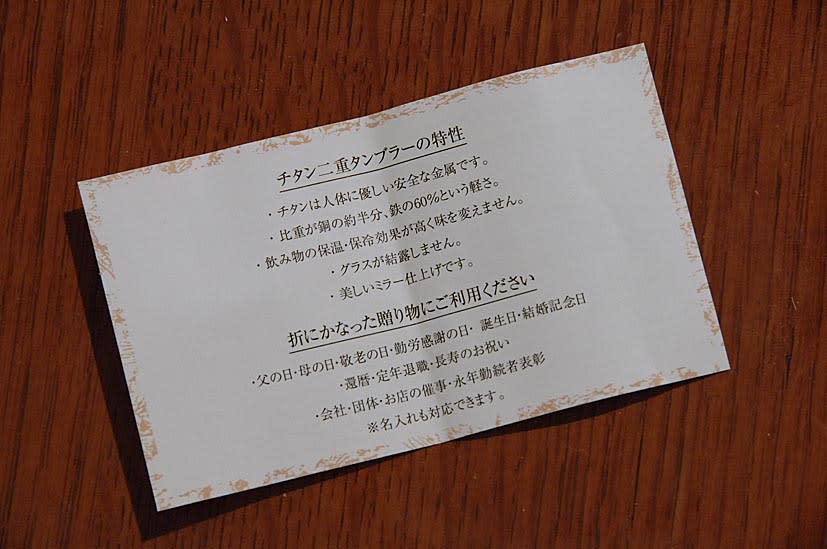 チタン二重タンブラーの特性
・チタンは人体に優しい安全な金属です。
・比重が銅の約半分、鉄の60%という軽さ。
・飲み物の保温・保冷効果が高く味を変えません。
・グラスが結露しません。
・美しいミラー仕上げです。
折にかなった贈り物にご利用ください
・父の日・母の日・敬老の日・勤労感謝の日・ 誕生日・結婚記念日
・還暦・定年退職・長寿のお祝い
・会社・団体・お店の催事・永年勤続者表彰
※名入れも対応できます。